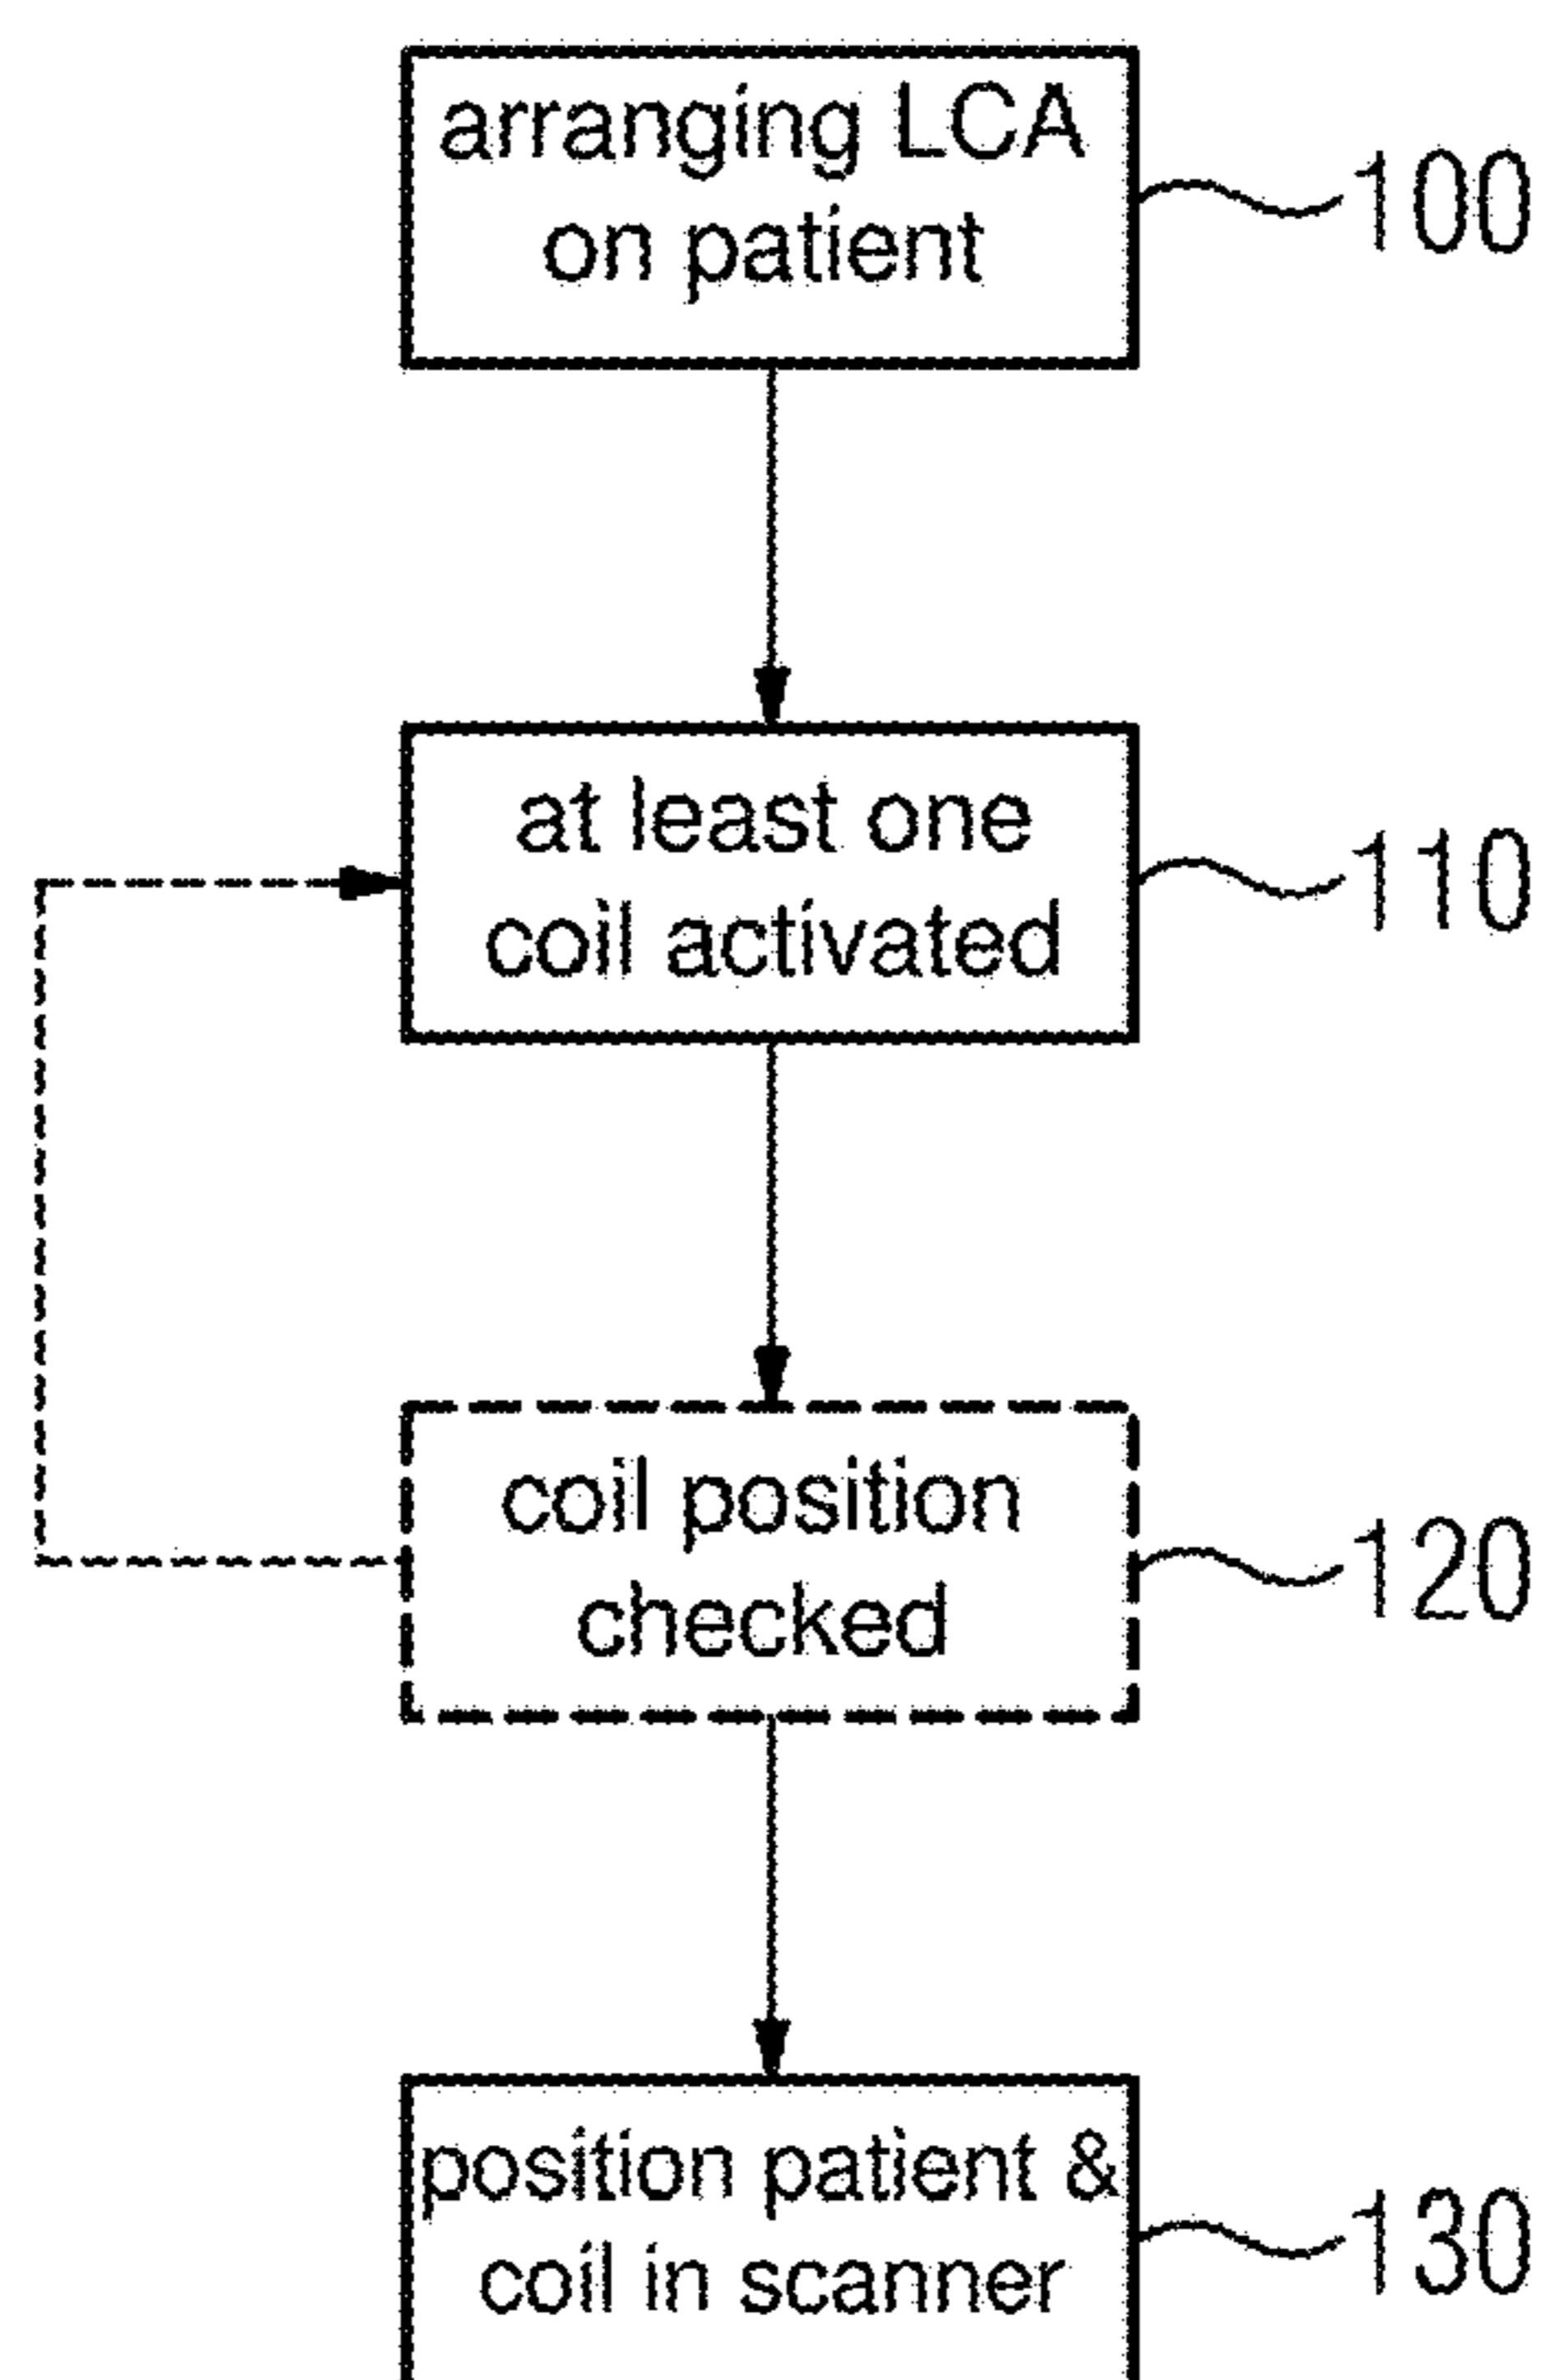 arranging LCA
on patient
100
at least one
coil activated
110
coil position
checked
120
position patient &
coil in scanner
130